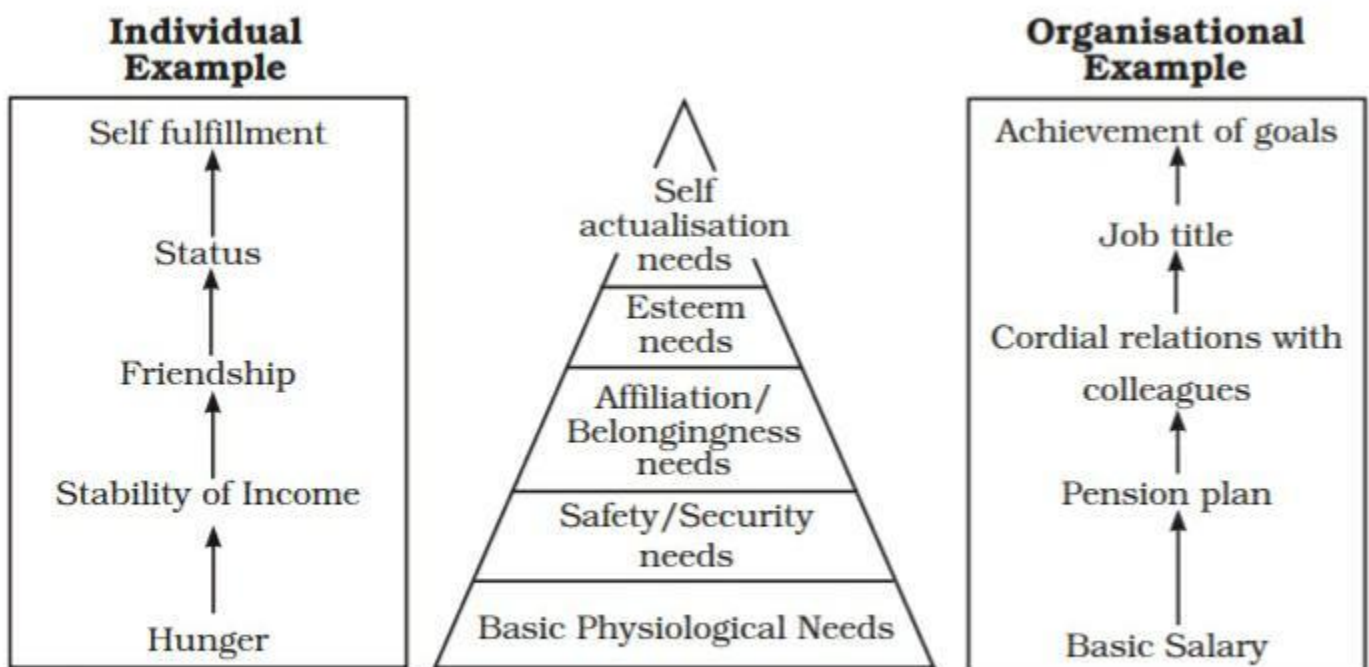 Individual
Example
Self fulfillment
Status
Friendship
Stability of Income
Hunger
Self
actualisation
needs
Esteem
needs
Affiliation/
Belongingness
needs
Safety/Security
needs
Basic Physiological Needs
Organisational
Example
Achievement of goals
Job title
Cordial relations with
colleagues
Pension plan
Basic Salary